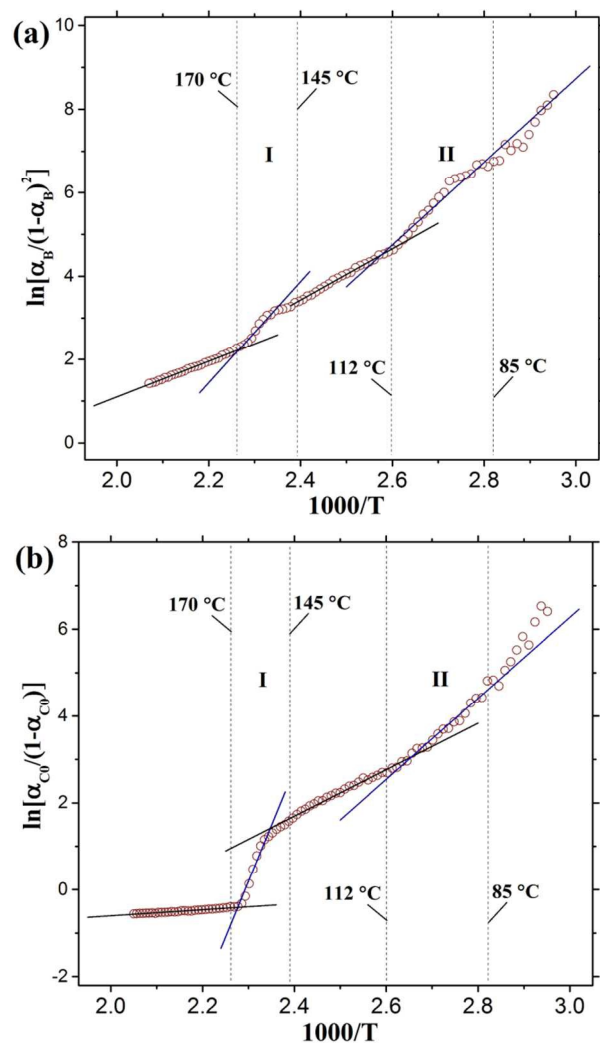 (a)
10
8
6
4
2
0
ln[α_B/(1-α_B)^2]
170 °C
145 °C
I
II
112 °C
85 °C
2.0 2.2 2.4 2.6 2.8 3.0
1000/T
(b)
8
6
4
2
0
-2
ln[α_C0/(1-α_C0)]
170 °C
145 °C
I
II
112 °C
85 °C
2.0 2.2 2.4 2.6 2.8 3.0
1000/T